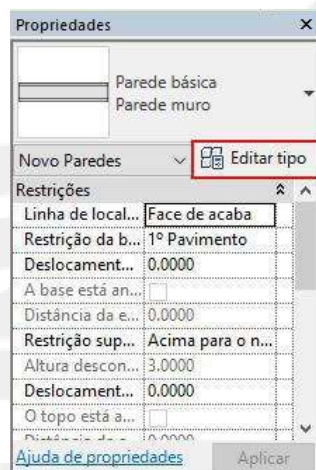 Propriedades
Parede básica
Parede muro
Novo Paredes
Editar tipo
Restrições
Linha de local... Face de acaba
Restrição da b... 1º Pavimento
Deslocament... 0.0000
A base está an...
Distância da e... 0.0000
Restrição sup... Acima para o n...
Altura descon... 3.0000
Deslocament... 0.0000
O topo está a...
Ajuda de propriedades Aplicar